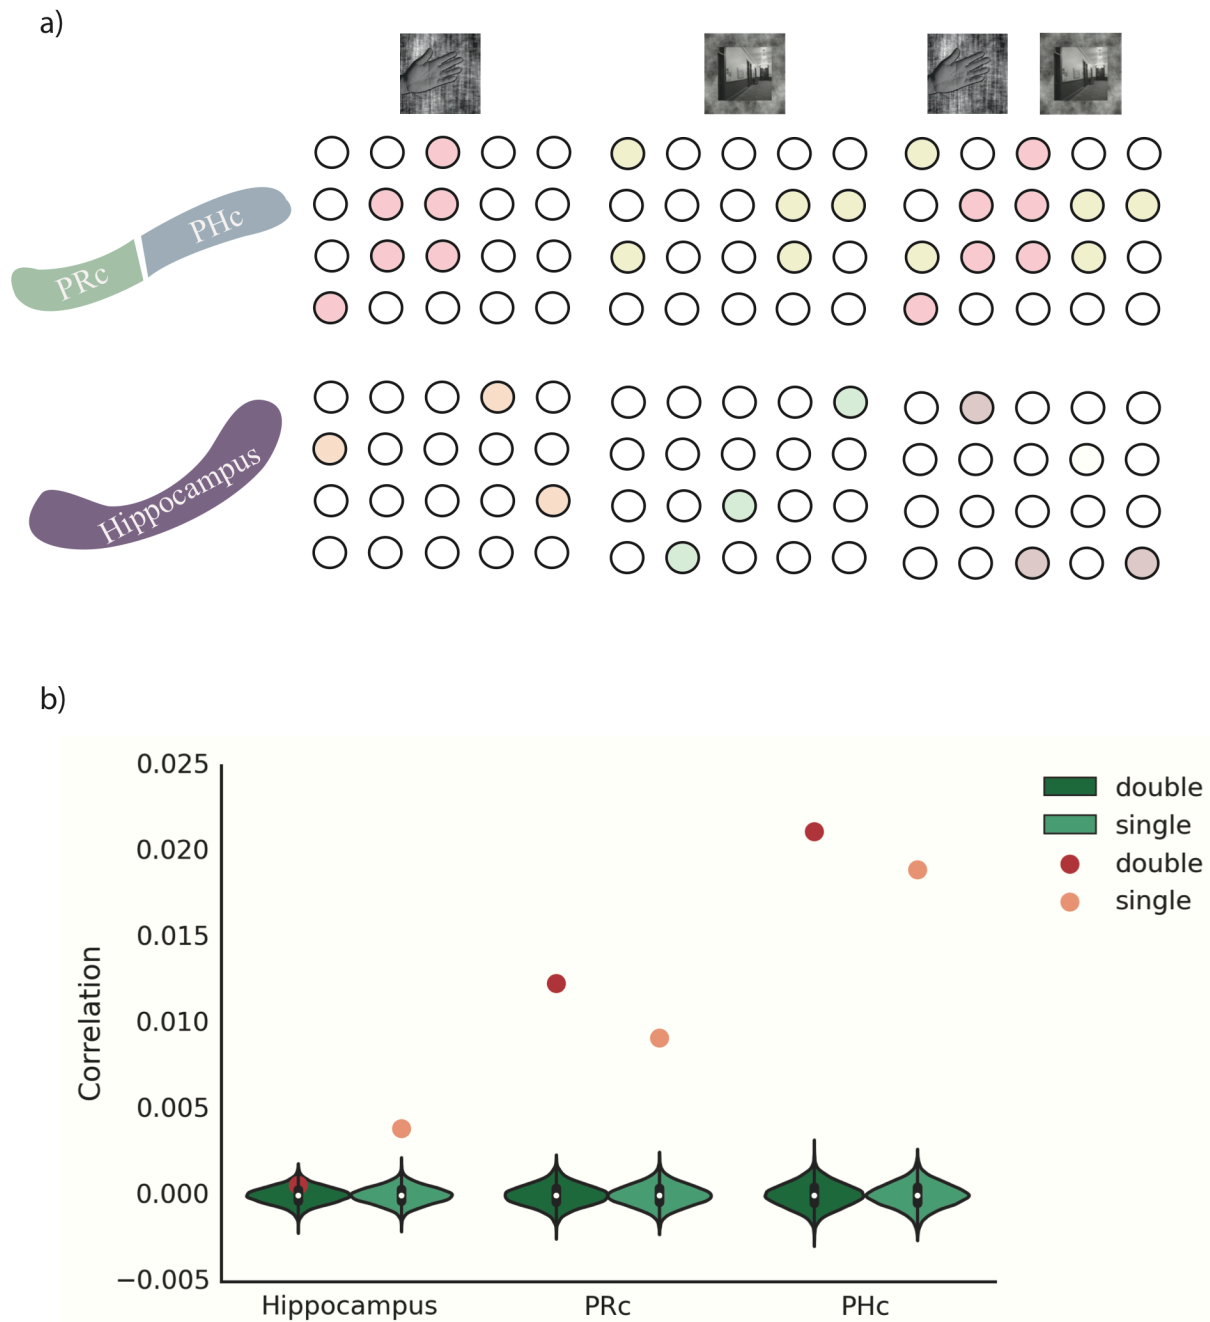 a)
PHc
PRc
Hippocampus
b)
0.025
0.020
0.015
0.010
0.005
0.000
−0.005
Correlation
Hippocampus
PRc
PHc
double
single
double
single